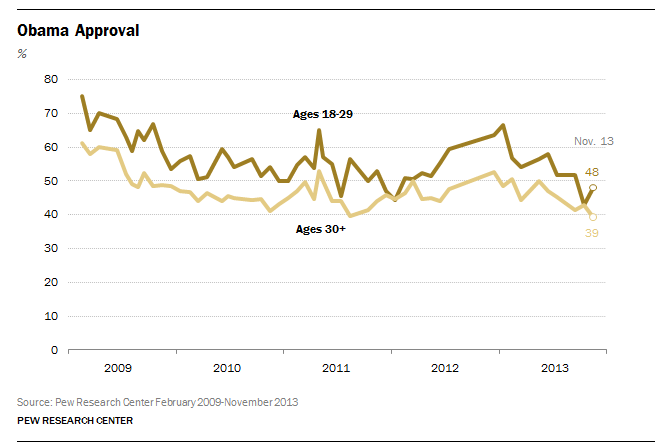 Obama Approval
%
80
70
Ages 18-29
Nov. 13
60
50
48
40
Ages 30+
39
30
20
10
0
2009 2010 2011 2012 2013
Source: Pew Research Center February 2009-November 2013
PEW RESEARCH CENTER